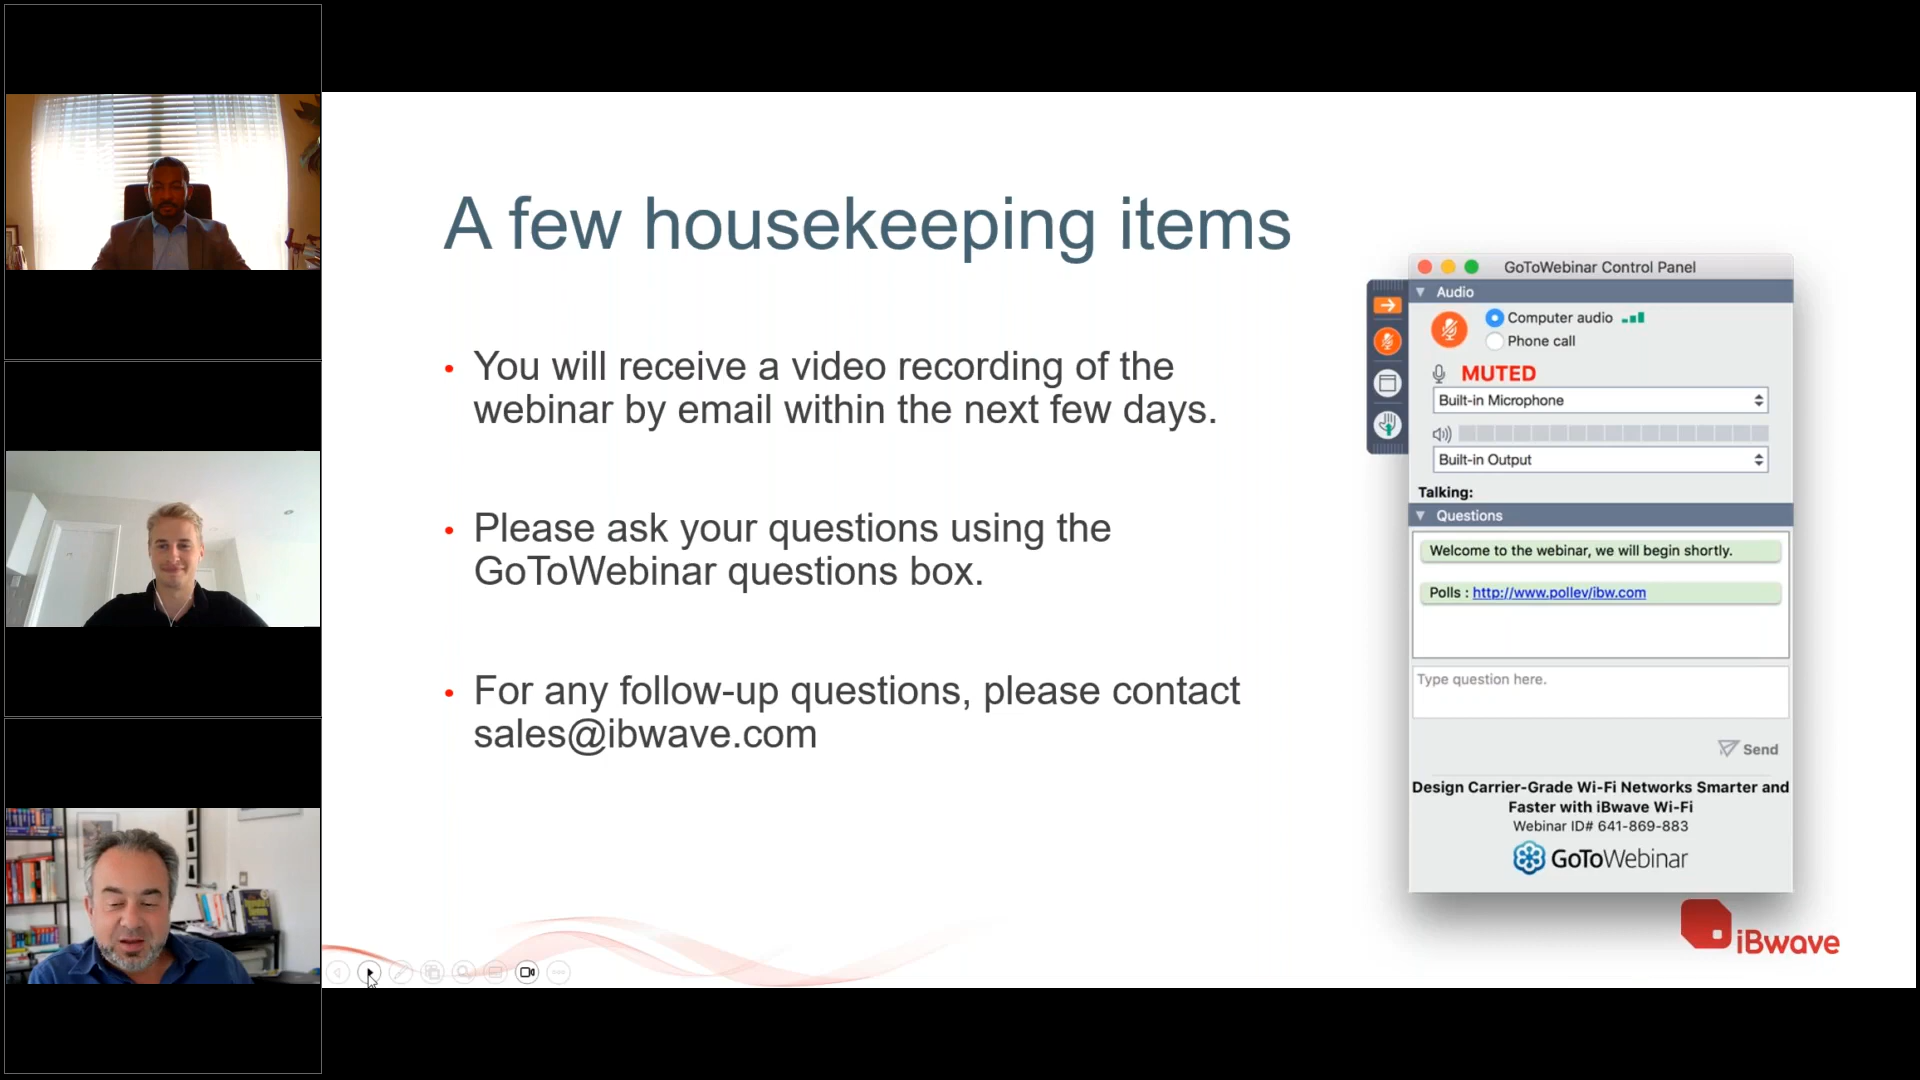 A few housekeeping items
• You will receive a video recording of the
webinar by email within the next few days.
• Please ask your questions using the
GoToWebinar questions box.
• For any follow-up questions, please contact
sales@ibwave.com
GoToWebinar Control Panel
Audio
Computer audio
Phone call
MUTED
Built-in Microphone
Built-in Output
Talking:
Questions
Welcome to the webinar, we will begin shortly.
Polls : http://www.pollev/ibw.com
Type question here.
Send
Design Carrier-Grade Wi-Fi Networks Smarter and
Faster with iBwave Wi-Fi
Webinar ID# 641-869-883
GoToWebinar
iBwave